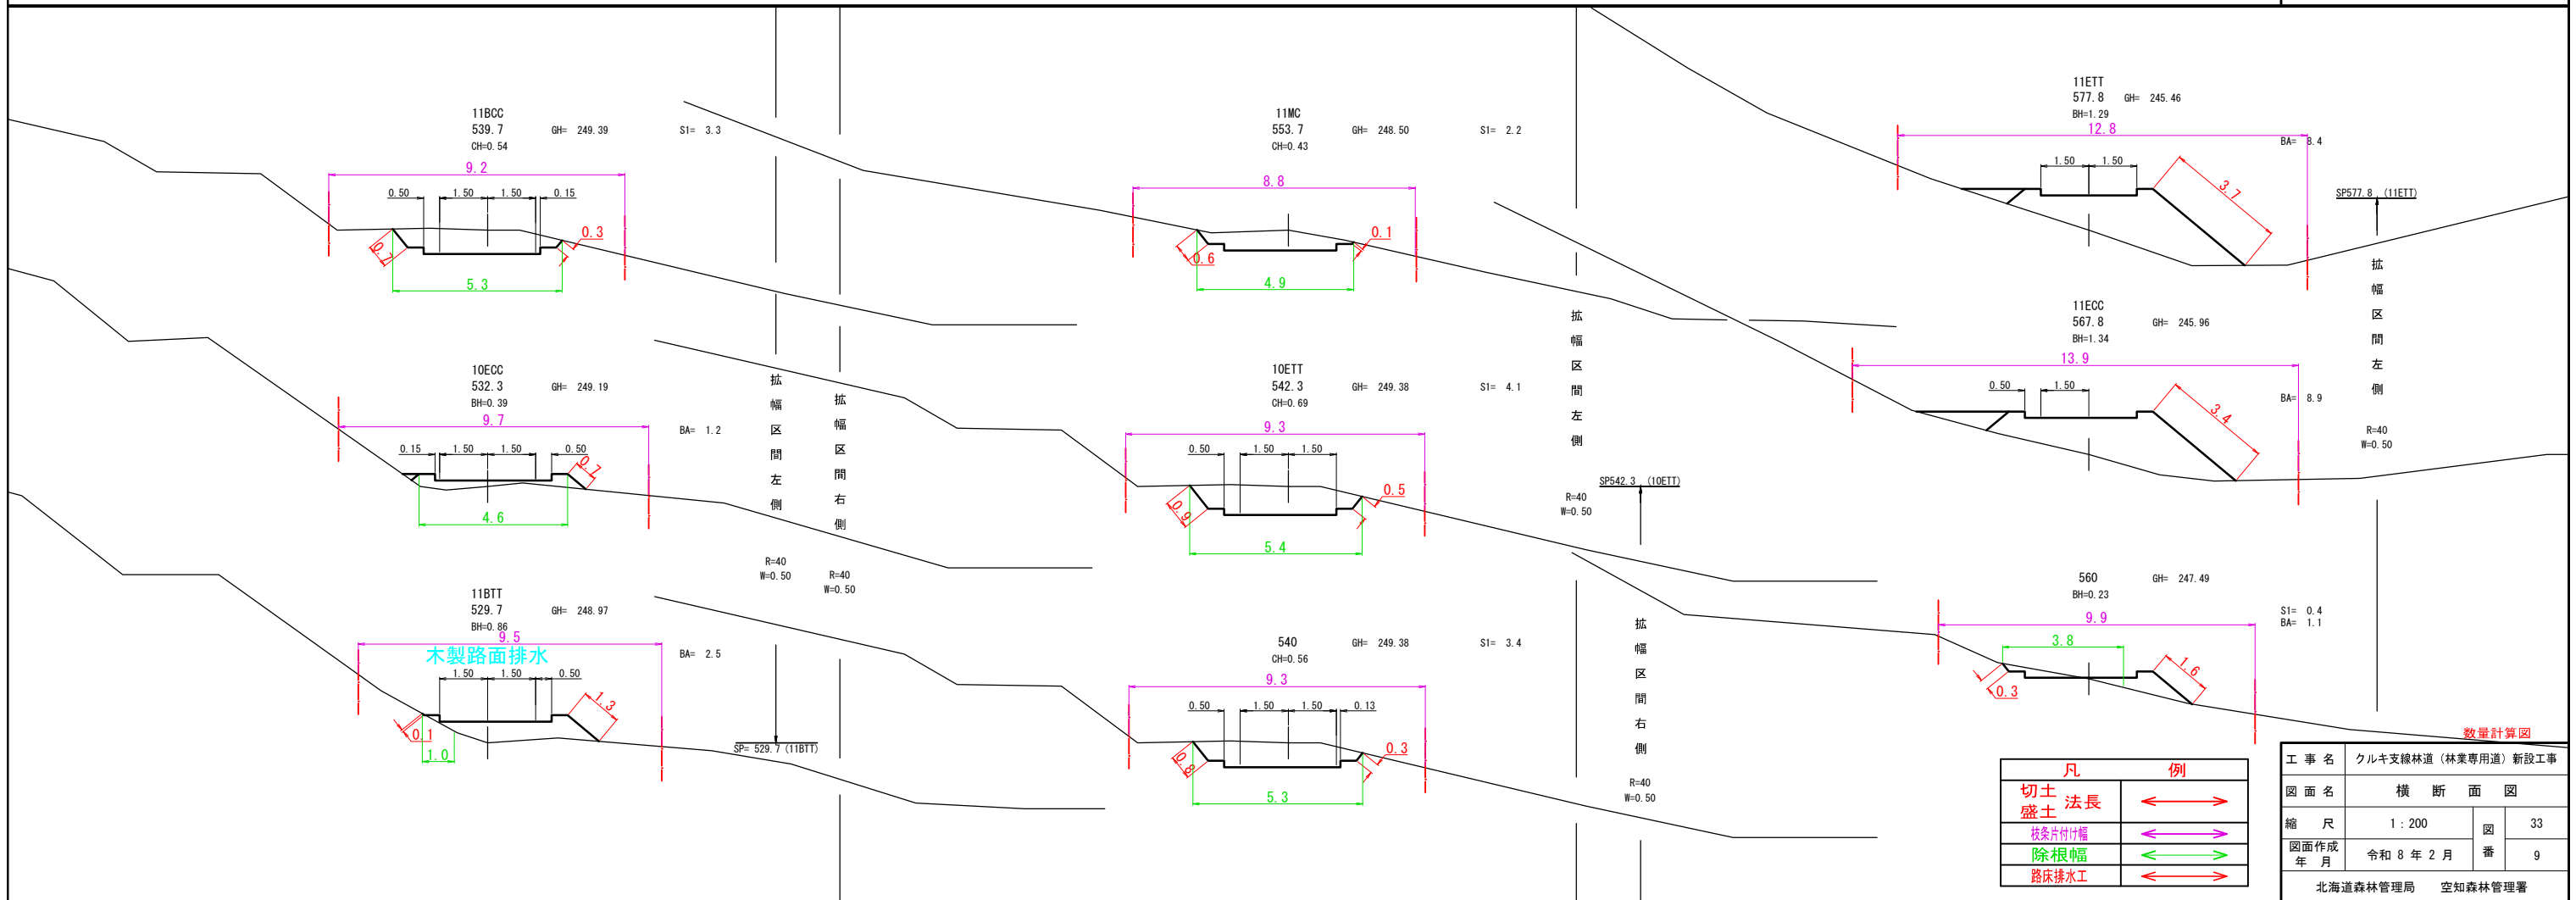 11BCC
539.7 GH= 249.39 S1= 3.3
CH=0.54
9.2
0.50 1.50 1.50 0.15
0.7
0.3
5.3
10ECC
532.3 GH= 249.19
BH=0.39
9.7
BA= 1.2
0.15 1.50 1.50 0.50
0.7
4.6
11BTT
529.7 GH= 248.97
BH=0.86
9.5
木製路面排水
BA= 2.5
1.50 1.50 0.50
1.3
0.1
1.0
拡幅区間左側
R=40
W=0.50
拡幅区間右側
R=40
W=0.50
SP= 529.7 (11BTT)
11MC
553.7 GH= 248.50 S1= 2.2
CH=0.43
8.8
0.6
0.1
4.9
10ETT
542.3 GH= 249.38 S1= 4.1
CH=0.69
9.3
0.50 1.50 1.50
0.9
0.5
5.4
540 GH= 249.38 S1= 3.4
CH=0.56
9.3
0.50 1.50 1.50 0.13
0.8
0.3
5.3
拡幅区間左側
R=40
W=0.50
SP542.3 (10ETT)
拡幅区間右側
R=40
W=0.50
11ETT
577.8 GH= 245.46
BH=1.29
12.8
BA= 8.4
1.50 1.50
3.7
SP577.8 (11ETT)
拡幅区間左側
R=40
W=0.50
11ECC
567.8 GH= 245.96
BH=1.34
13.9
BA= 8.9
0.50 1.50
3.4
560 GH= 247.49
BH=0.23
S1= 0.4
BA= 1.1
9.9
3.8
1.6
0.3
凡 例
切土
盛土 法長
枝条片付け幅
除根幅
路床排水工
数量計算図
工事名 クルキ支線林道(林業専用道)新設工事
図面名 横断面図
縮尺 1:200 図番 33
図面作成年月 令和 8 年 2 月 9
北海道森林管理局 空知森林管理署